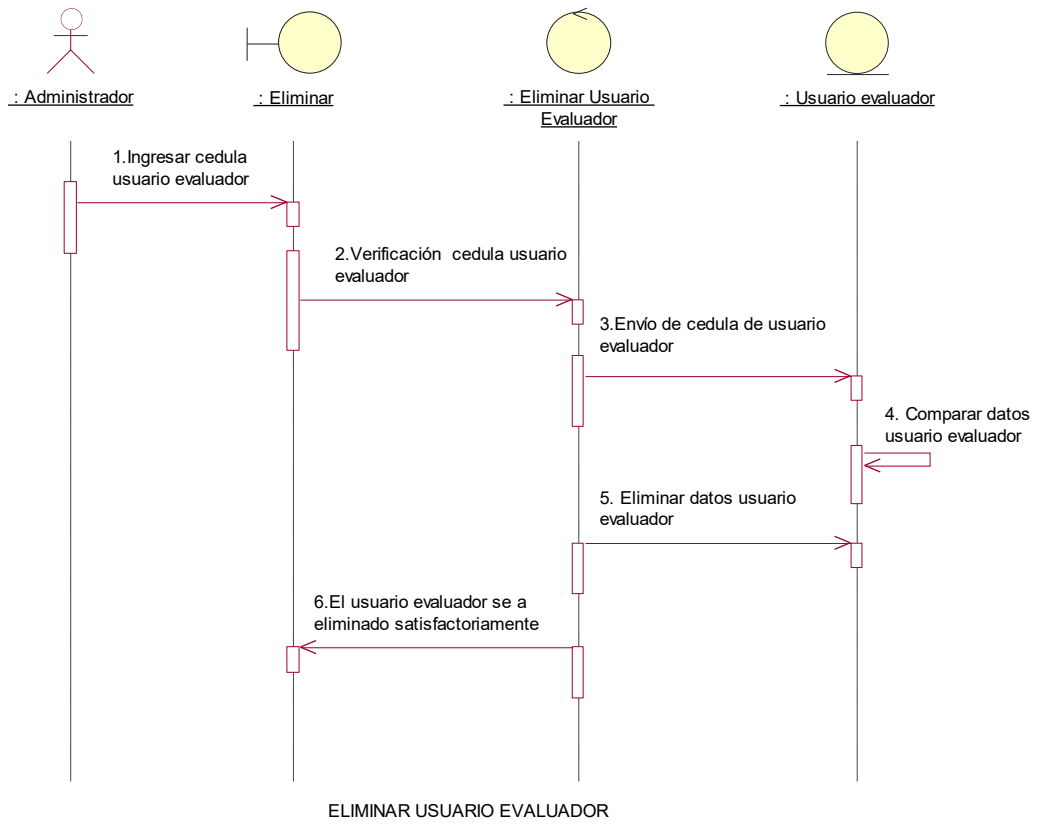 : Administrador
: Eliminar
: Eliminar Usuario
Evaluador
: Usuario evaluador
1.Ingresar cedula
usuario evaluador
2.Verificación cedula usuario
evaluador
3.Envío de cedula de usuario
evaluador
4. Comparar datos
usuario evaluador
5. Eliminar datos usuario
evaluador
6.El usuario evaluador se a
eliminado satisfactoriamente
ELIMINAR USUARIO EVALUADOR